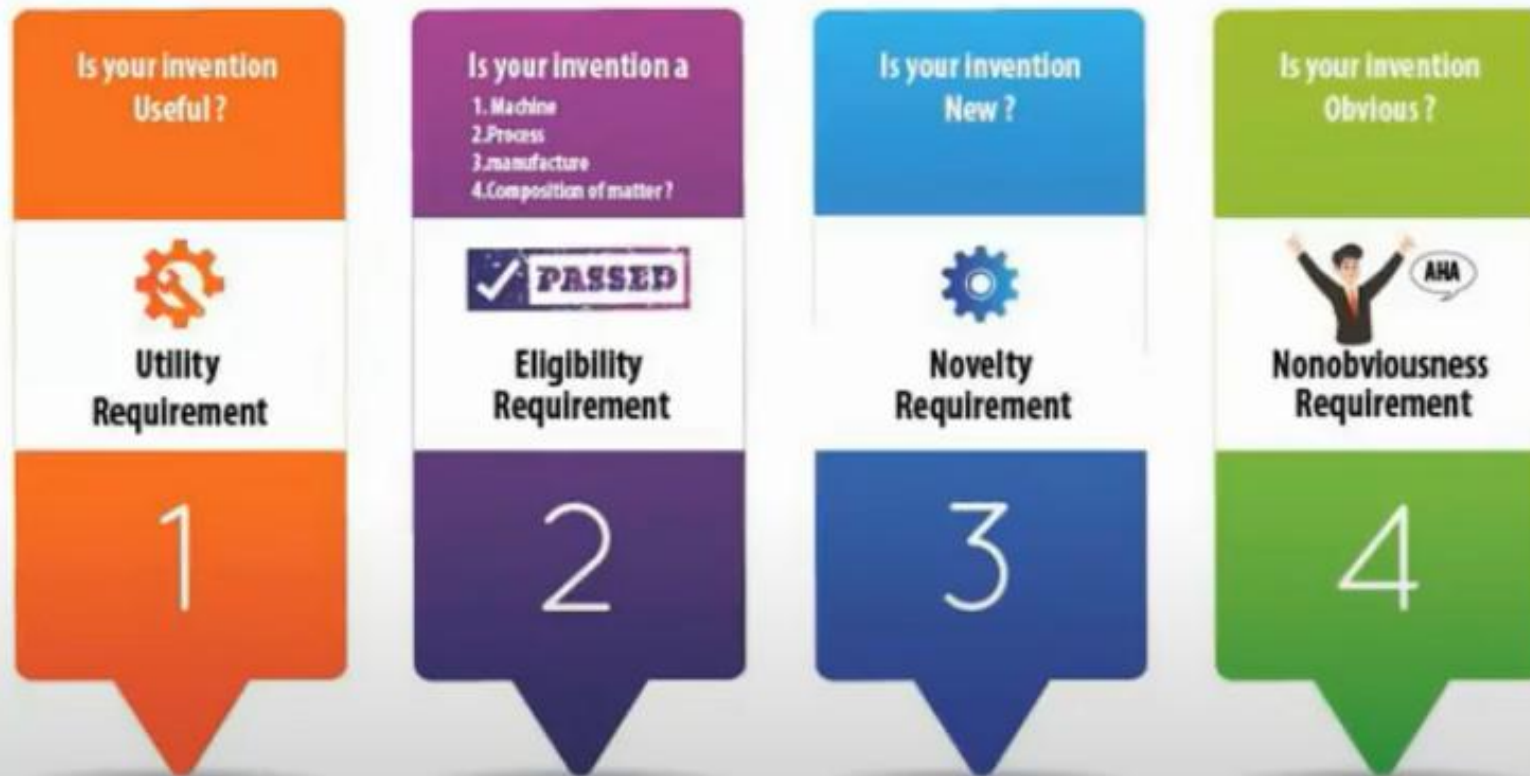 Is your invention
Useful ?
Utility
Requirement
1
Is your invention a
1. Machine
2.Process
3.manufacture
4.Composition of matter ?
PASSED
Eligibility
Requirement
2
Is your invention
New ?
Novelty
Requirement
3
Is your invention
Obvious ?
AHA
Nonobviousness
Requirement
4